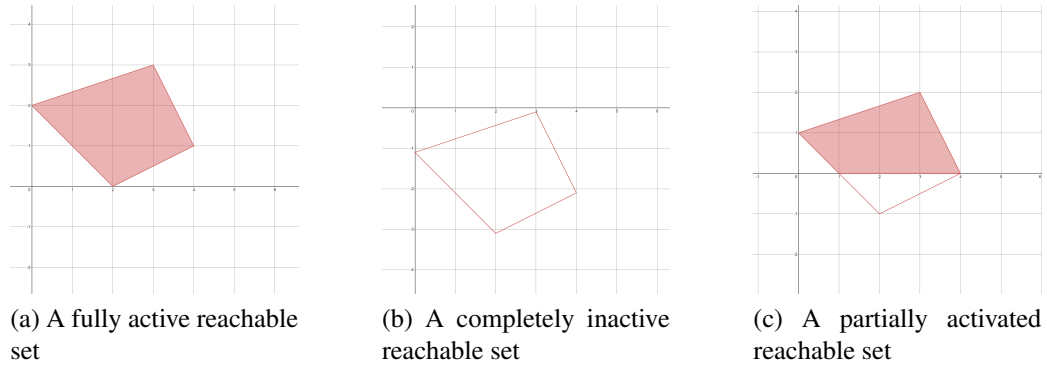 (a) A fully active reachable
set
(b) A completely inactive
reachable set
(c) A partially activated
reachable set